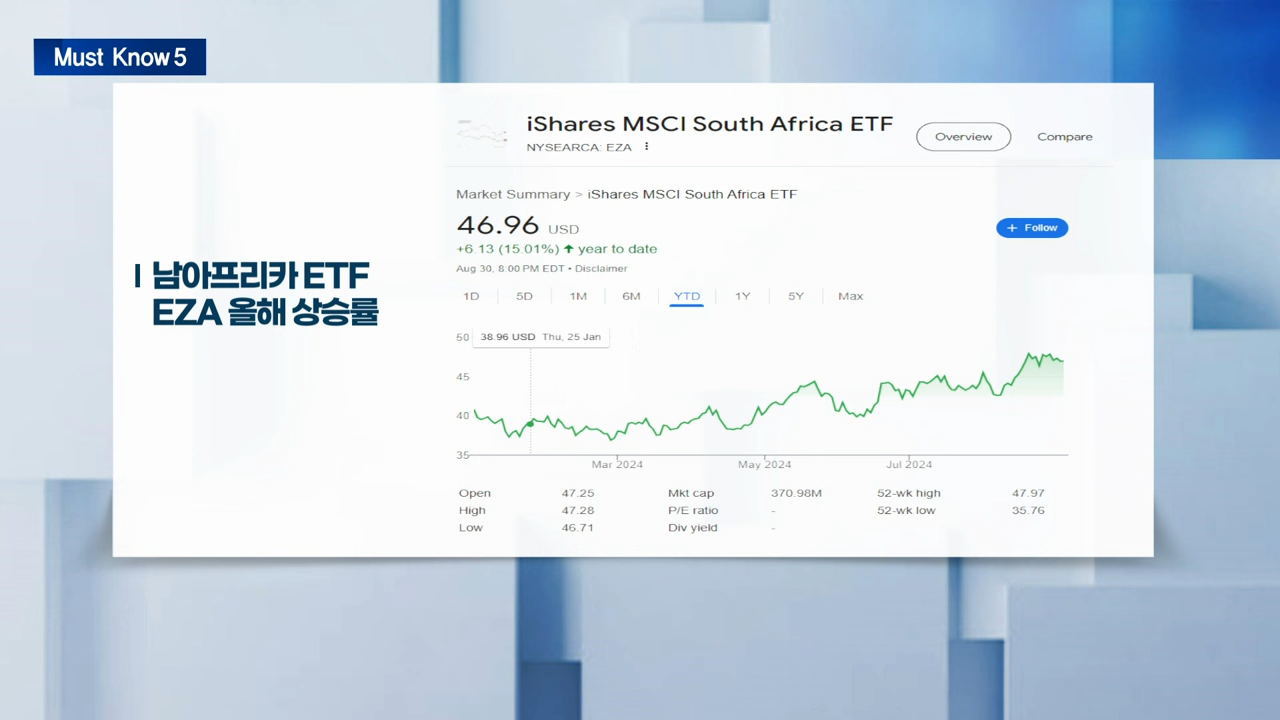 Must Know 5
iShares MSCI South Africa ETF
NYSEARCA: EZA
Overview
Compare
Market Summary > iShares MSCI South Africa ETF
46.96 USD
+ Follow
+6.13 (15.01%) ↑ year to date
Aug 30, 8:00 PM EDT • Disclaimer
남아프리카 ETF
EZA 올해 상승률
1D 5D 1M 6M YTD 1Y 5Y Max
38.96 USD Thu, 25 Jan
50
45
40
35
Mar 2024 May 2024 Jul 2024
Open 47.25 Mkt cap 370.98M 52-wk high 47.97
High 47.28 P/E ratio - 52-wk low 35.76
Low 46.71 Div yield -